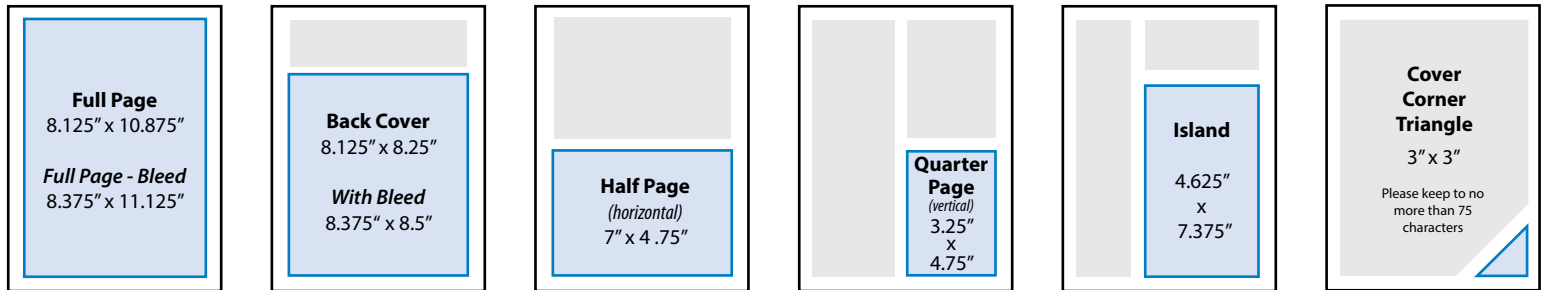 Full Page
8.125” x 10.875”
Full Page - Bleed
8.375” x 11.125”
Back Cover
8.125” x 8.25”
With Bleed
8.375“ x 8.5”
Half Page
(horizontal)
7” x 4 .75”
Quarter
Page
(vertical)
3.25”
x
4.75”
Island
4.625”
x
7.375”
Cover
Corner
Triangle
3” x 3”
Please keep to no
more than 75
characters